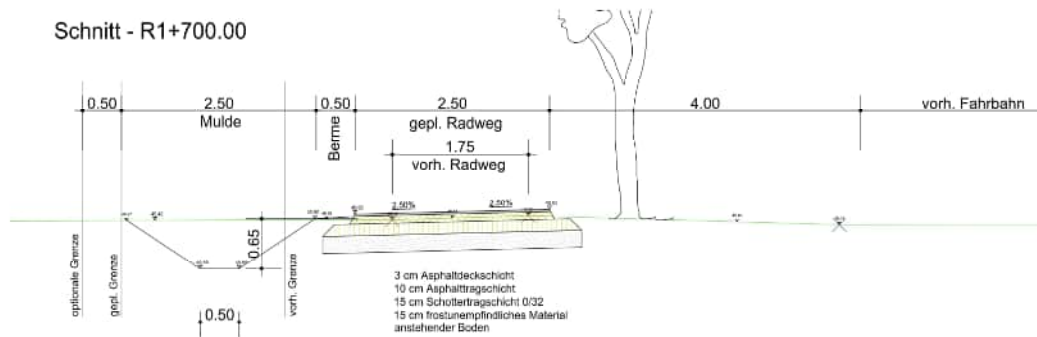 Schnitt - R1+700.00
0.50
2.50
0.50
2.50
4.00
vorh. Fahrbahn
Mulde
Berme
gepl. Radweg
1.75
vorh. Radweg
2.50%
2.50%
0.65
optionale Grenze
gepl. Grenze
vorh. Grenze
0.50
3 cm Asphaltdeckschicht
10 cm Asphalttragschicht
15 cm Schottertragschicht 0/32
15 cm frostunempfindliches Material
anstehender Boden